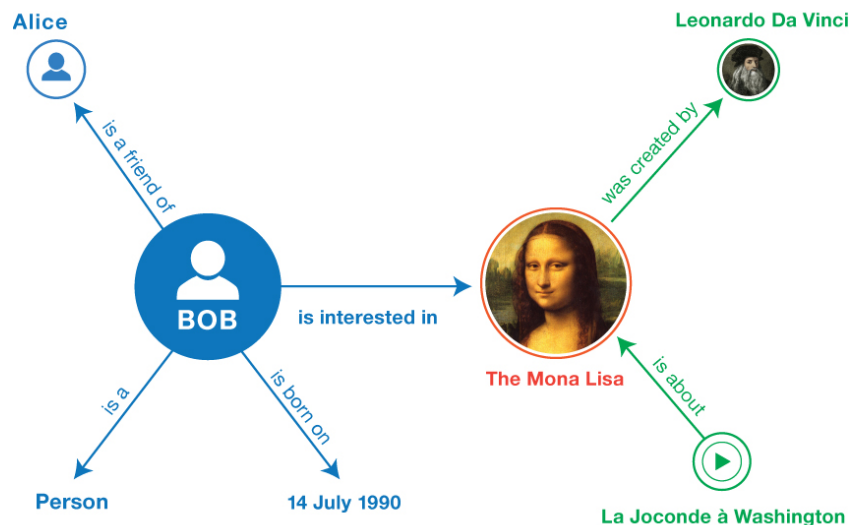 Alice
Leonardo Da Vinci
is a friend of
was created by
BOB
is interested in
The Mona Lisa
is a
is born on
is about
Person
14 July 1990
La Joconde à Washington